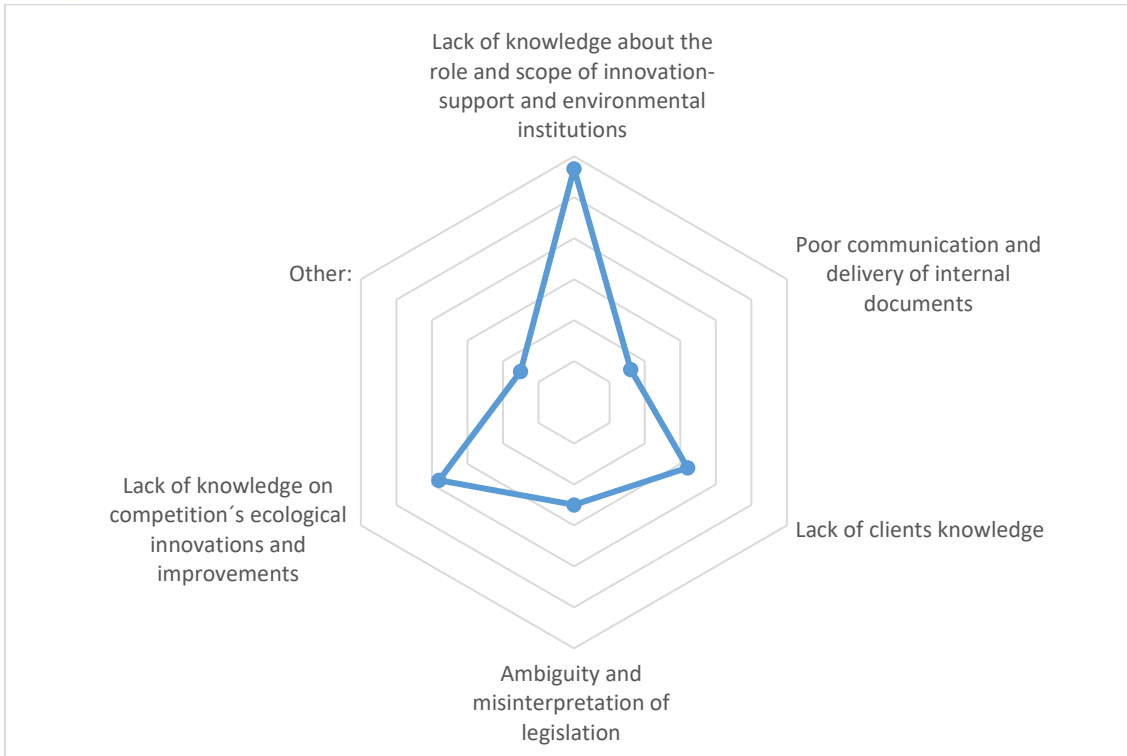 Lack of knowledge about the
role and scope of innovation-
support and environmental
institutions
Poor communication and
delivery of internal
documents
Lack of clients knowledge
Ambiguity and
misinterpretation of
legislation
Lack of knowledge on
competition´s ecological
innovations and
improvements
Other: